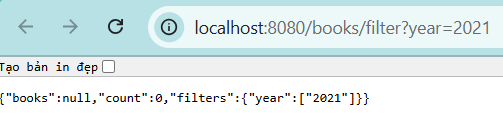 localhost:8080/books/filter?year=2021
Tạo bản in đẹp
{"books":null,"count":0,"filters":{"year":["2021"]}}